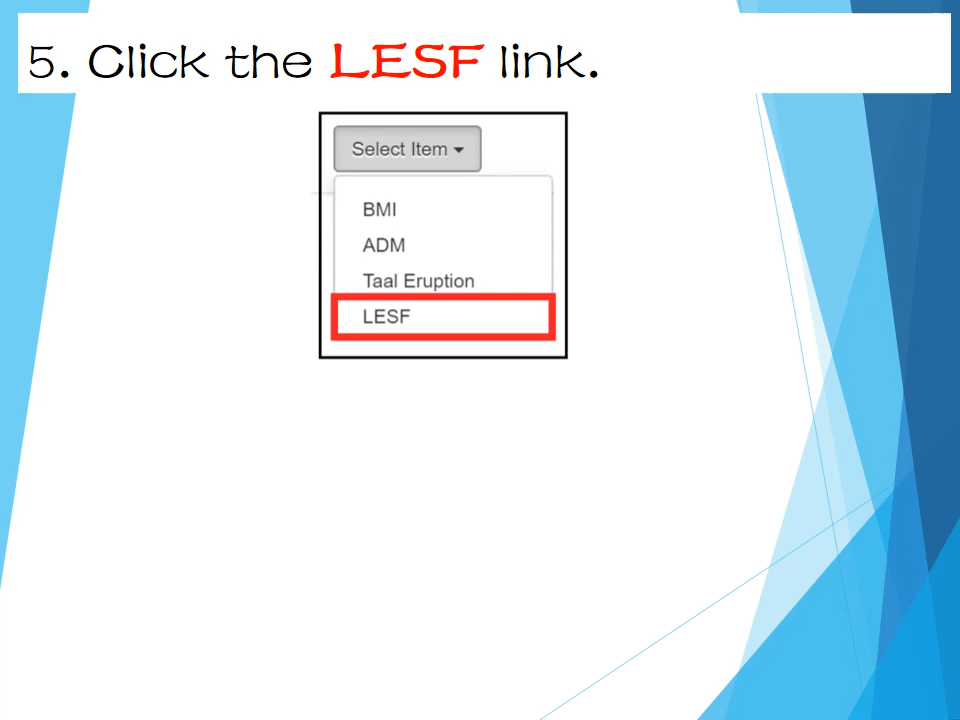 5. Click the LESF link.
Select Item
BMI
ADM
Taal Eruption
LESF